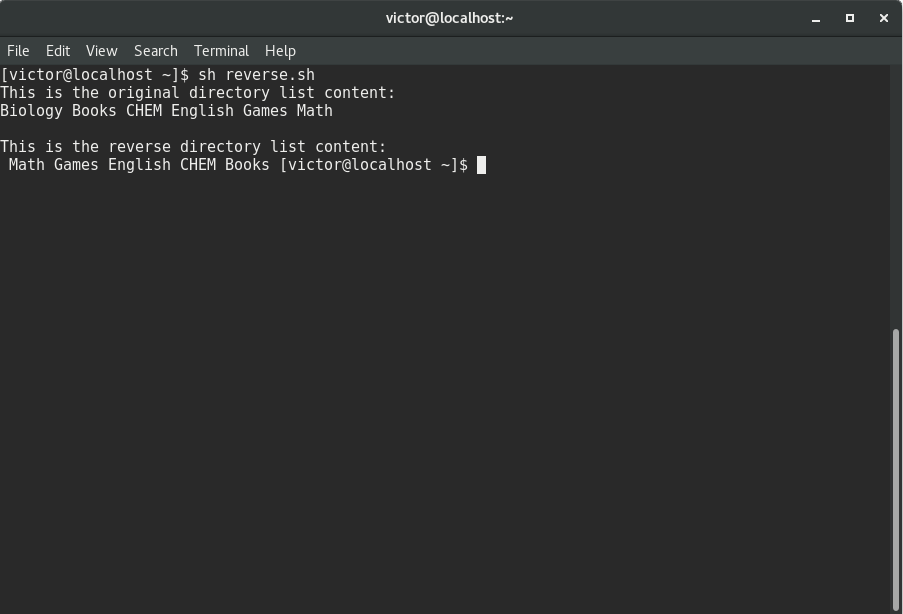 victor@localhost:~
File Edit View Search Terminal Help
[victor@localhost ~]$ sh reverse.sh
This is the original directory list content:
Biology Books CHEM English Games Math
This is the reverse directory list content:
Math Games English CHEM Books [victor@localhost ~]$